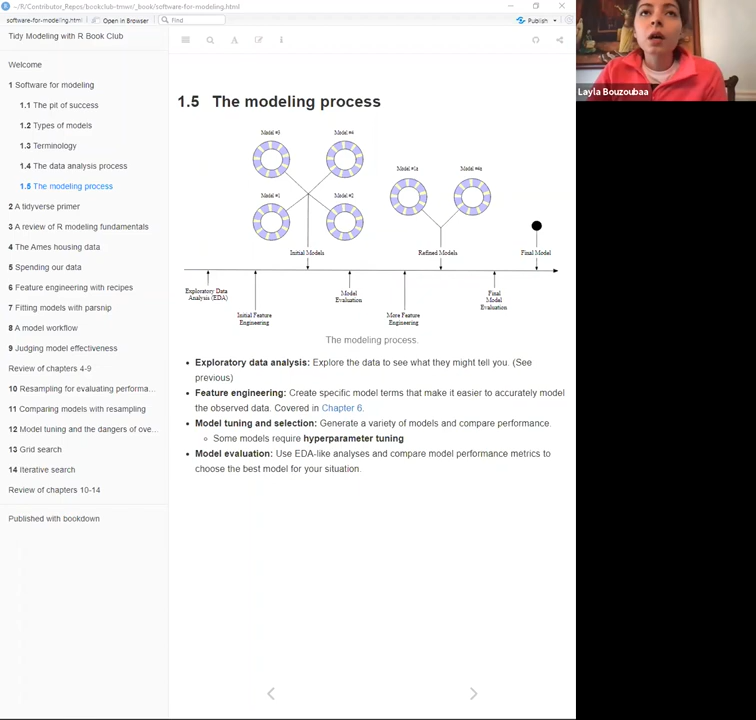 ~/R/Contributor_Repos/bookclub-tmwr/_book/software-for-modeling.html
software-for-modeling.html
Open in Browser
Find
Publish
Tidy Modeling with R Book Club
Welcome
1 Software for modeling
1.1 The pit of success
1.2 Types of models
1.3 Terminology
1.4 The data analysis process
1.5 The modeling process
2 A tidyverse primer
3 A review of R modeling fundamentals
4 The Ames housing data
5 Spending our data
6 Feature engineering with recipes
7 Fitting models with parsnip
8 A model workflow
9 Judging model effectiveness
Review of chapters 4-9
10 Resampling for evaluating performa…
11 Comparing models with resampling
12 Model tuning and the dangers of ove…
13 Grid search
14 Iterative search
Review of chapters 10-14
Published with bookdown
1.5 The modeling process
Model #3
Model #4
Model #1
Model #2
Model #4
Initial Models
Refined Models
Final Model
Exploratory Data
Analysis (EDA)
Initial Feature
Engineering
Model
Evaluation
More Feature
Engineering
Final
Model
Evaluation
The modeling process.
Exploratory data analysis: Explore the data to see what they might tell you. (See
previous)
Feature engineering: Create specific model terms that make it easier to accurately model
the observed data. Covered in Chapter 6.
Model tuning and selection: Generate a variety of models and compare performance.
Some models require hyperparameter tuning
Model evaluation: Use EDA-like analyses and compare model performance metrics to
choose the best model for your situation.
Layla Bouzoubaa